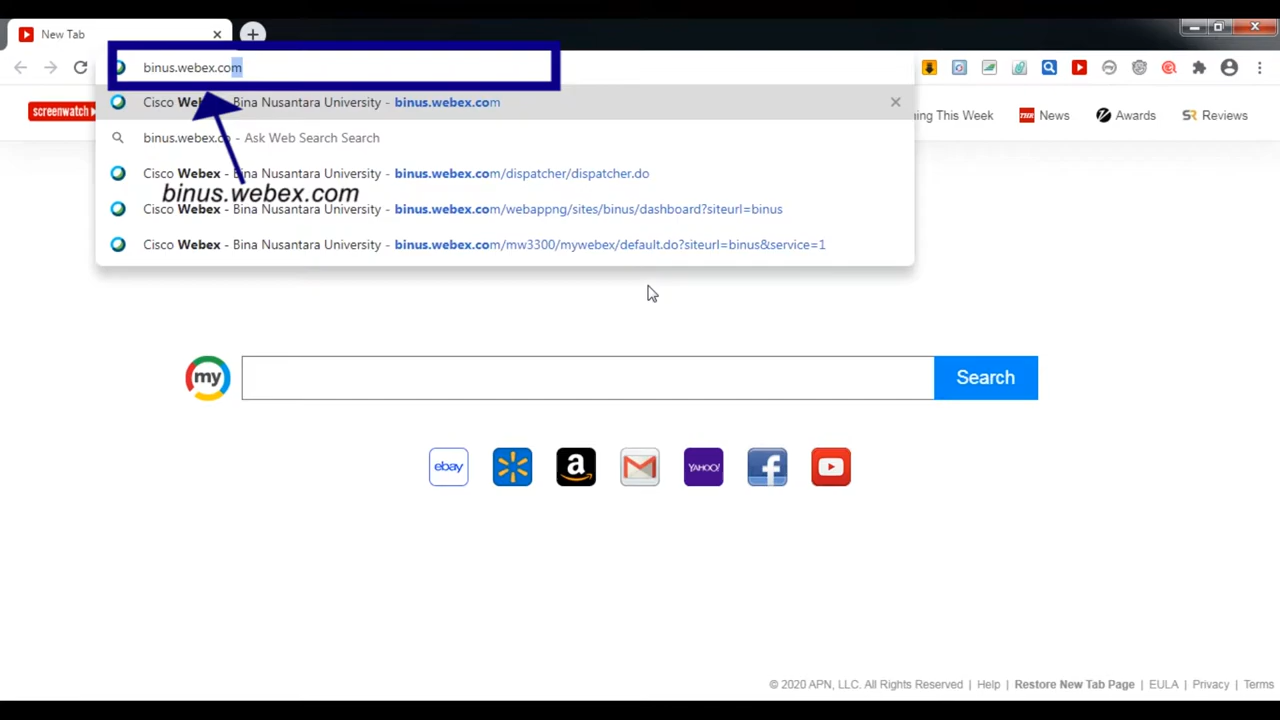 New Tab
binus.webex.com
Cisco Webex - Bina Nusantara University - binus.webex.com
binus.webex.co - Ask Web Search Search
Cisco Webex - Bina Nusantara University - binus.webex.com/dispatcher/dispatcher.do
binus.webex.com
Cisco Webex - Bina Nusantara University - binus.webex.com/webappng/sites/binus/dashboard?siteurl=binus
Cisco Webex - Bina Nusantara University - binus.webex.com/mw3300/mywebex/default.do?siteurl=binus&service=1
screenwatch
This Week
THR News
Awards
SR Reviews
my
Search
ebay
a
YAHOO!
f
© 2020 APN, LLC. All Rights Reserved | Help | Restore New Tab Page | EULA | Privacy | Terms